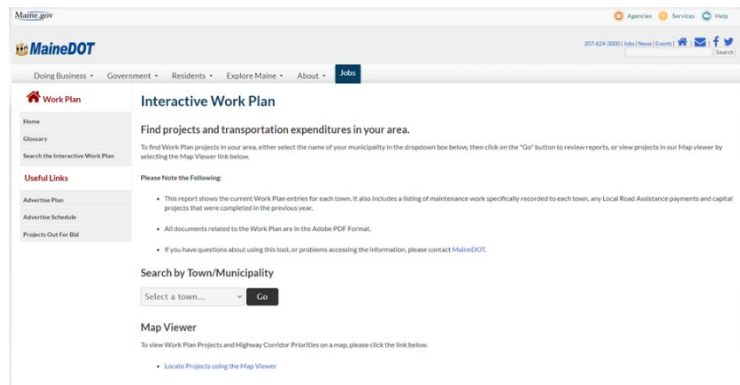 Maine.gov
Agencies Services Help
MaineDOT
207-624-3000 | Jobs | News | Events |
Search
Doing Business Government Residents Explore Maine About Jobs
Work Plan
Home
Glossary
Search the Interactive Work Plan
Useful Links
Advertise Plan
Advertise Schedule
Projects Out For Bid
Interactive Work Plan
Find projects and transportation expenditures in your area.
To find Work Plan projects in your area, either select the name of your municipality in the dropdown box below, then click on the "Go" button to review reports, or view projects in our Map viewer by
selecting the Map Viewer link below.
Please Note the Following:
• This report shows the current Work Plan entries for each town. It also includes a listing of maintenance work specifically recorded to each town, any Local Road Assistance payments and capital
projects that were completed in the previous year.
• All documents related to the Work Plan are in the Adobe PDF Format.
• If you have questions about using this tool, or problems accessing the information, please contact MaineDOT.
Search by Town/Municipality
Select a town... Go
Map Viewer
To view Work Plan Projects and Highway Corridor Priorities on a map, please click the link below.
• Locate Projects using the Map Viewer